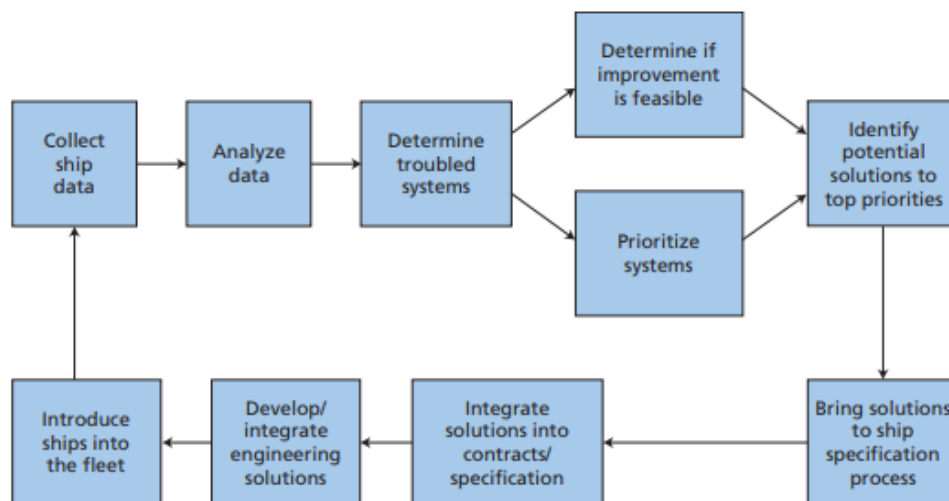 Collect
ship
data
Analyze
data
Determine
troubled
systems
Determine if
improvement
is feasible
Prioritize
systems
Identify
potential
solutions to
top priorities
Bring solutions
to ship
specification
process
Integrate
solutions into
contracts/
specification
Develop/
integrate
engineering
solutions
Introduce
ships into
the fleet